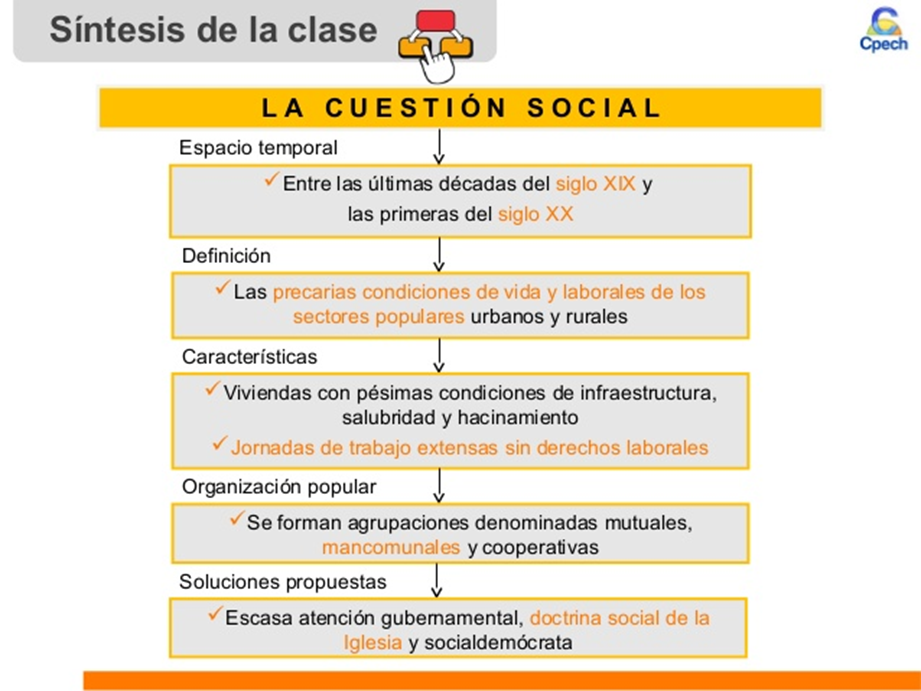 Síntesis de la clase
Cpech
LA CUESTIÓN SOCIAL
Espacio temporal
✓Entre las últimas décadas del siglo XIX y
las primeras del siglo XX
Definición
✓Las precarias condiciones de vida y laborales de los
sectores populares urbanos y rurales
Características
✓Viviendas con pésimas condiciones de infraestructura,
salubridad y hacinamiento
✓Jornadas de trabajo extensas sin derechos laborales
Organización popular
✓Se forman agrupaciones denominadas mutuales,
mancomunales y cooperativas
Soluciones propuestas
✓Escasa atención gubernamental, doctrina social de la
Iglesia y socialdemócrata